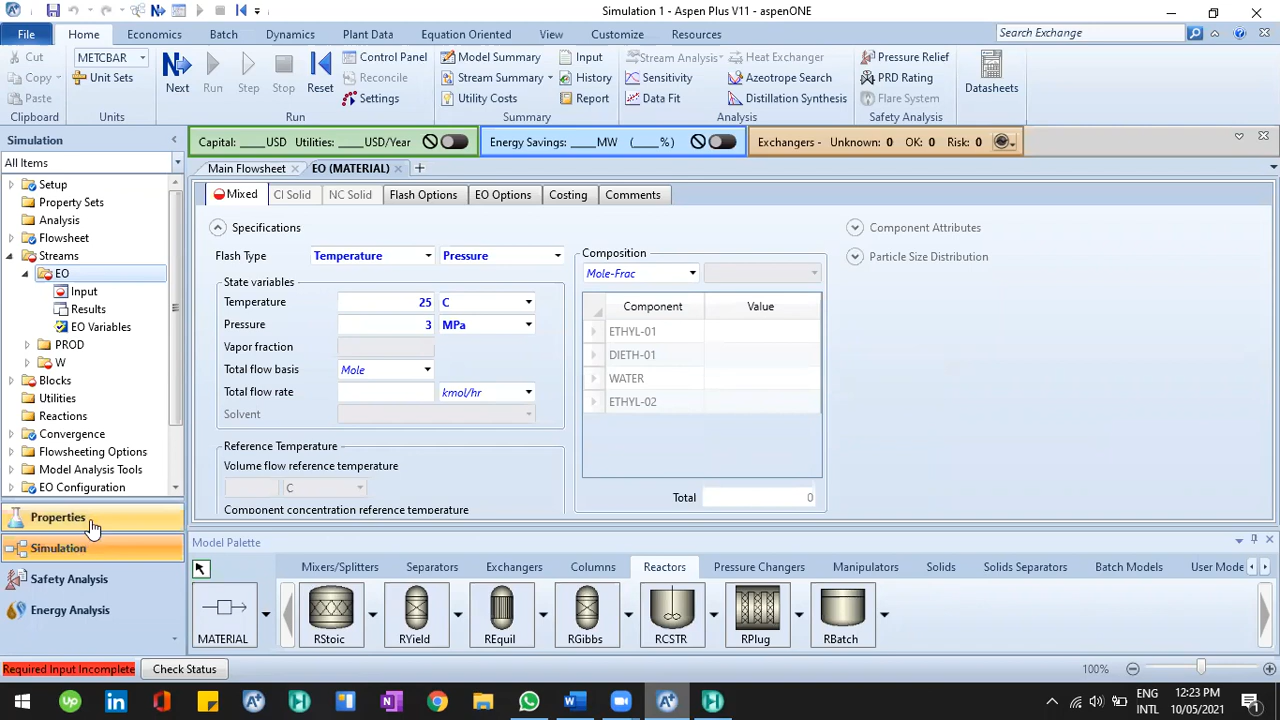 Simulation 1 - Aspen Plus V11 - aspenONE
File Home Economics Batch Dynamics Plant Data Equation Oriented View Customize Resources Search Exchange
Cut METCBAR Control Panel Model Summary Input Stream Analysis Heat Exchanger Pressure Relief
Copy Unit Sets Next Run Step Stop Reset Reconcile Stream Summary History Sensitivity Azeotrope Search PRD Rating Datasheets
Paste Settings Utility Costs Report Data Fit Distillation Synthesis Flare System
Clipboard Units Run Summary Analysis Safety Analysis
Simulation Capital: ____USD Utilities: ____USD/Year Energy Savings: ____MW (____%) Exchangers - Unknown: 0 OK: 0 Risk: 0
All Items Main Flowsheet EO (MATERIAL) +
Setup Mixed CI Solid NC Solid Flash Options EO Options Costing Comments
Property Sets
Analysis Specifications Component Attributes
Flowsheet
Streams Flash Type Temperature Pressure Composition Particle Size Distribution
EO State variables Mole-Frac
Input Temperature 25 C Component Value
Results Pressure 3 MPa ETHYL-01
EO Variables Vapor fraction DIETH-01
PROD Total flow basis Mole WATER
W Total flow rate kmol/hr ETHYL-02
Blocks Solvent
Utilities
Reactions Reference Temperature
Convergence Volume flow reference temperature
Flowsheeting Options C
Model Analysis Tools Total 0
EO Configuration Component concentration reference temperature
Properties
Simulation Model Palette
Safety Analysis Mixers/Splitters Separators Exchangers Columns Reactors Pressure Changers Manipulators Solids Solids Separators Batch Models User Mode
Energy Analysis
MATERIAL RStoic RYield REquil RGibbs RCSTR RPlug RBatch
Required Input Incomplete Check Status 100%
ENG
INTL
12:23 PM
10/05/2021
1